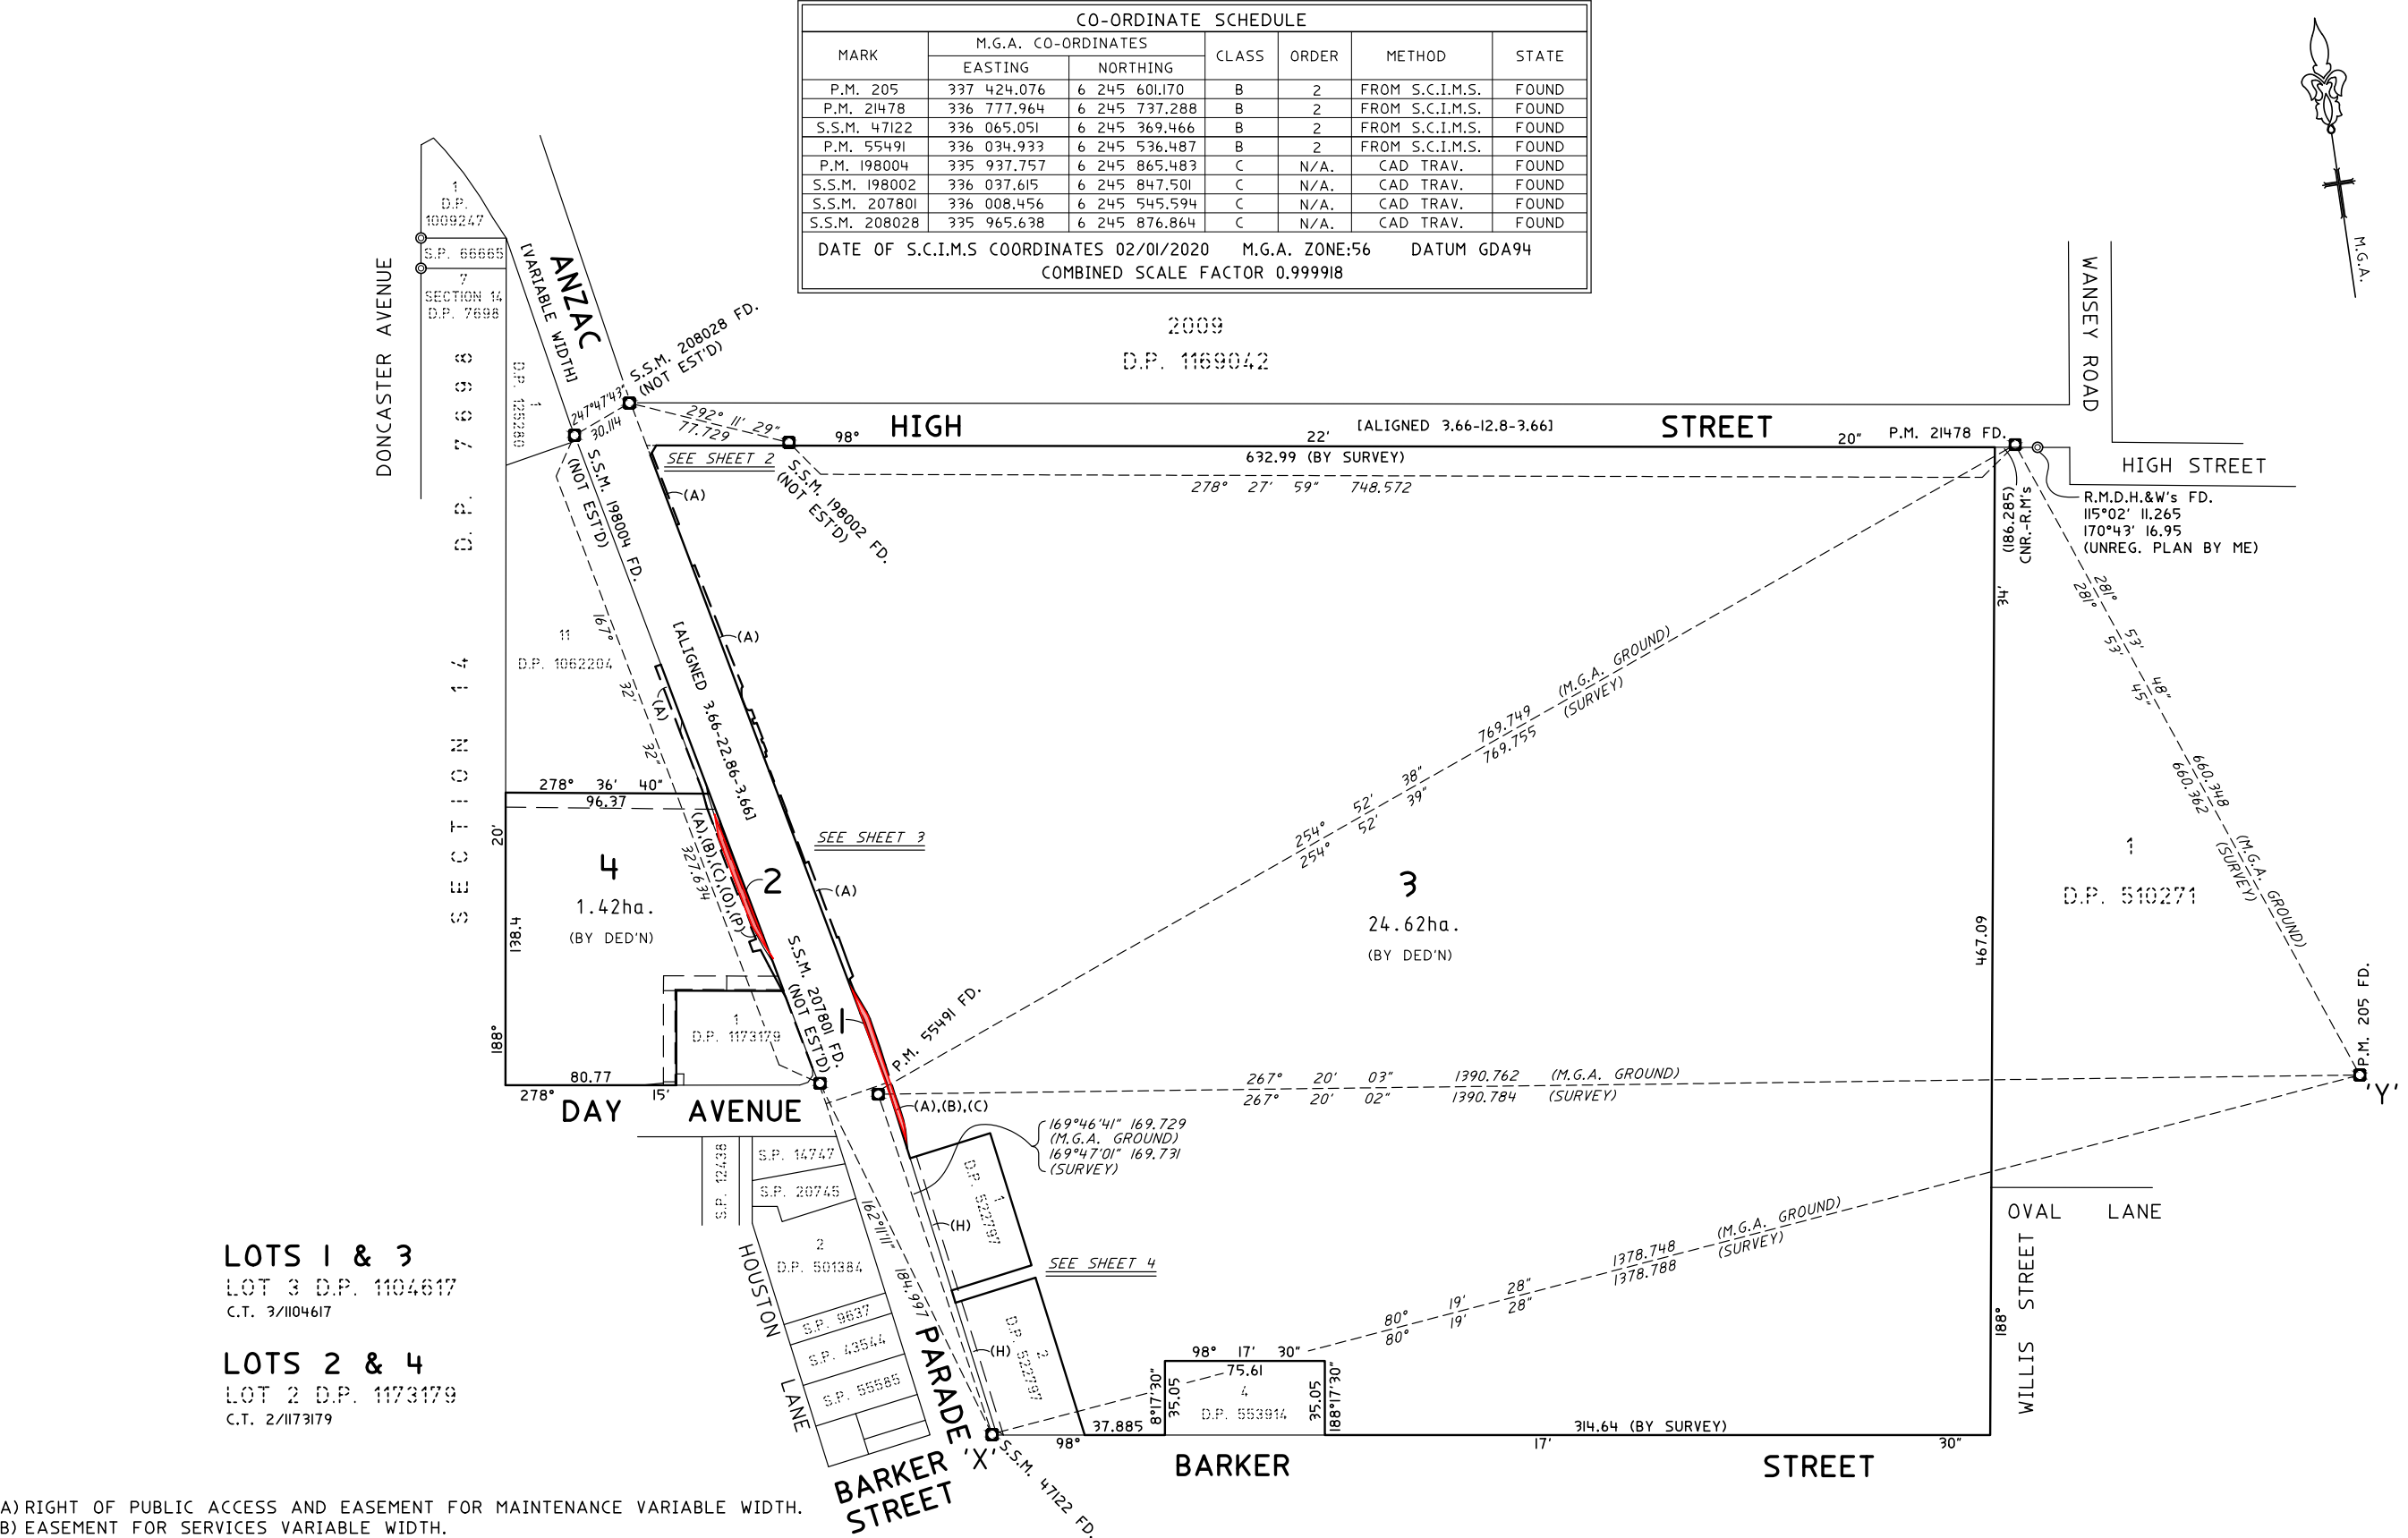 CO-ORDINATE SCHEDULE
MARK
M.G.A. CO-ORDINATES
EASTING
NORTHING
CLASS
ORDER
METHOD
STATE
P.M. 205 337 424.076 6 245 601.170 B 2 FROM S.C.I.M.S. FOUND
P.M. 21478 336 777.964 6 245 737.288 B 2 FROM S.C.I.M.S. FOUND
S.S.M. 47122 336 065.051 6 245 369.466 B 2 FROM S.C.I.M.S. FOUND
P.M. 55491 336 034.933 6 245 536.487 B 2 FROM S.C.I.M.S. FOUND
P.M. 198004 335 937.757 6 245 865.483 C N/A. CAD TRAV. FOUND
S.S.M. 198002 336 037.615 6 245 847.501 C N/A. CAD TRAV. FOUND
S.S.M. 207801 336 008.456 6 245 545.594 C N/A. CAD TRAV. FOUND
S.S.M. 208028 335 965.638 6 245 876.864 C N/A. CAD TRAV. FOUND
DATE OF S.C.I.M.S COORDINATES 02/01/2020 M.G.A. ZONE:56 DATUM GDA94
COMBINED SCALE FACTOR 0.999918
M.G.A.
1
D.P.
1009247
S.P. 66665
7
SECTION 14
D.P. 7698
DONCASTER AVENUE
SECTION 14 D.P. 7698
[VARIABLE WIDTH]
ANZAC
D.P. 1251280
1
247°47'43"
30.114
S.S.M. 208028 FD.
(NOT EST'D)
292° 11' 29"
77.729
2009
D.P. 1169042
WANSEY ROAD
HIGH STREET
[ALIGNED 3.66-12.8-3.66]
98° 22' 20"
632.99 (BY SURVEY)
278° 27' 59" 748.572
P.M. 21478 FD.
HIGH STREET
R.M.D.H.&W's FD.
115°02' 11.265
170°43' 16.95
(UNREG. PLAN BY ME)
(186.285)
CNR.-R.M's
SEE SHEET 2
(A)
S.S.M. 198002 FD.
(NOT EST'D)
S.S.M. 198004 FD.
(NOT EST'D)
167° 32' 32"
327.634
11
D.P. 1062204
(A)
(A)
[ALIGNED 3.66-22.86-3.66]
34'
281° 53' 48"
281° 53' 45"
660.348 (M.G.A. GROUND)
660.362 (SURVEY)
769.749 (M.G.A. GROUND)
769.755 (SURVEY)
254° 52' 38"
254° 52' 39"
278° 36' 40"
96.37
SEE SHEET 3
20'
4
1.42ha.
(BY DED'N)
138.4
188°
(A),(B),(C),(O),(P)
2
(A)
3
24.62ha.
(BY DED'N)
467.09
1
D.P. 510271
S.S.M. 207801 FD.
(NOT EST'D)
1
D.P. 1173179
1
P.M. 55491 FD.
80.77
278° 15'
DAY AVENUE
267° 20' 03" 1390.762 (M.G.A. GROUND)
267° 20' 02" 1390.784 (SURVEY)
P.M. 205 FD.
'Y'
(A),(B),(C)
169°46'41" 169.729
(M.G.A. GROUND)
169°47'01" 169.731
(SURVEY)
S.P. 12438
S.P. 14747
S.P. 20745
1
D.P. 522797
(H)
162°11'11" 184.997
2
D.P. 501384
HOUSTON LANE
SEE SHEET 4
OVAL LANE
WILLIS STREET
188°
1378.748 (M.G.A. GROUND)
1378.788 (SURVEY)
80° 19' 28"
80° 19' 28"
LOTS 1 & 3
LOT 3 D.P. 1104617
C.T. 3/1104617
LOTS 2 & 4
LOT 2 D.P. 1173179
C.T. 2/1173179
S.P. 9637
S.P. 43544
S.P. 55585
PARADE
(H)
2
D.P. 522797
98° 17' 30"
75.61
8°17'30"
35.05
4
D.P. 553914
35.05
188°17'30"
37.885
314.64 (BY SURVEY)
98° 17' 30"
'X'
S.S.M. 47122 FD.
BARKER STREET
BARKER
STREET
A) RIGHT OF PUBLIC ACCESS AND EASEMENT FOR MAINTENANCE VARIABLE WIDTH.
B) EASEMENT FOR SERVICES VARIABLE WIDTH.